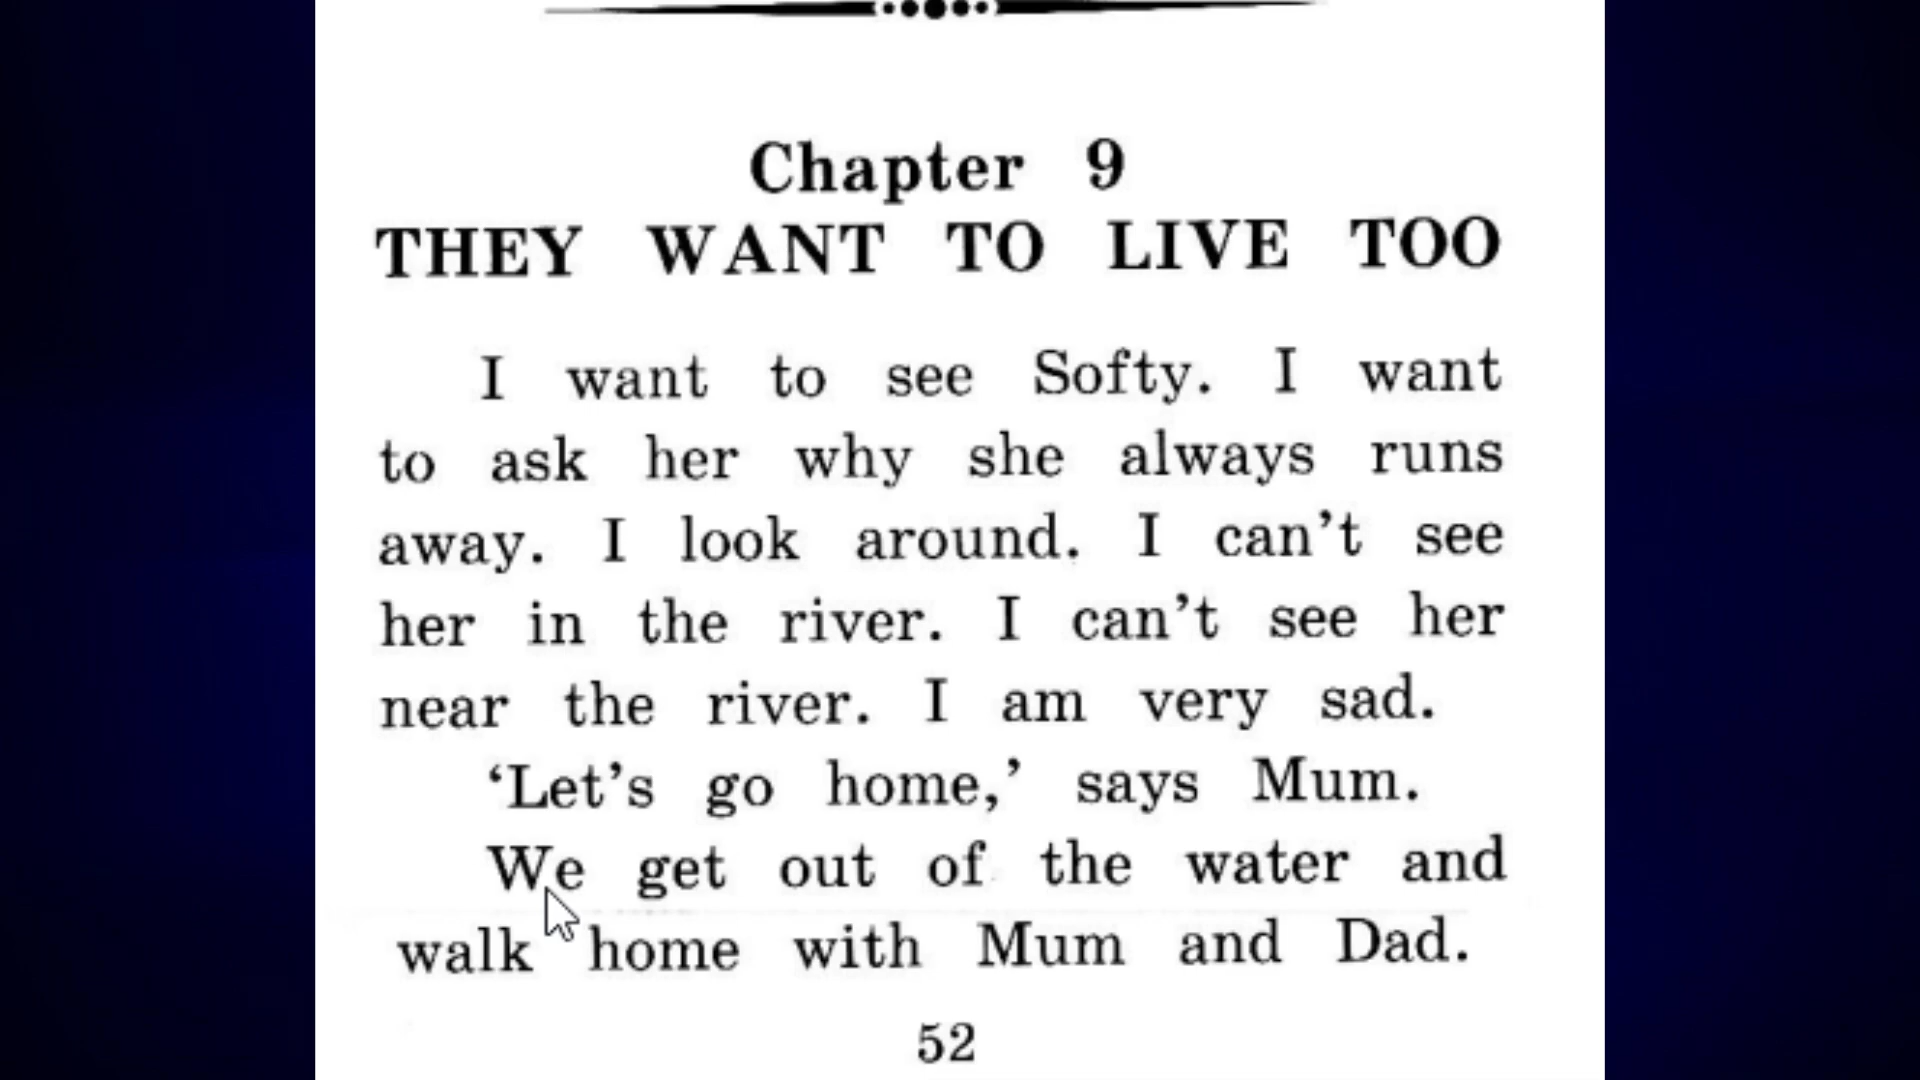 Chapter 9
THEY WANT TO LIVE TOO
I want to see Softy. I want
to ask her why she always runs
away. I look around. I can't see
her in the river. I can't see her
near the river. I am very sad.
‘Let’s go home,’ says Mum.
We get out of the water and
walk home with Mum and Dad.
52